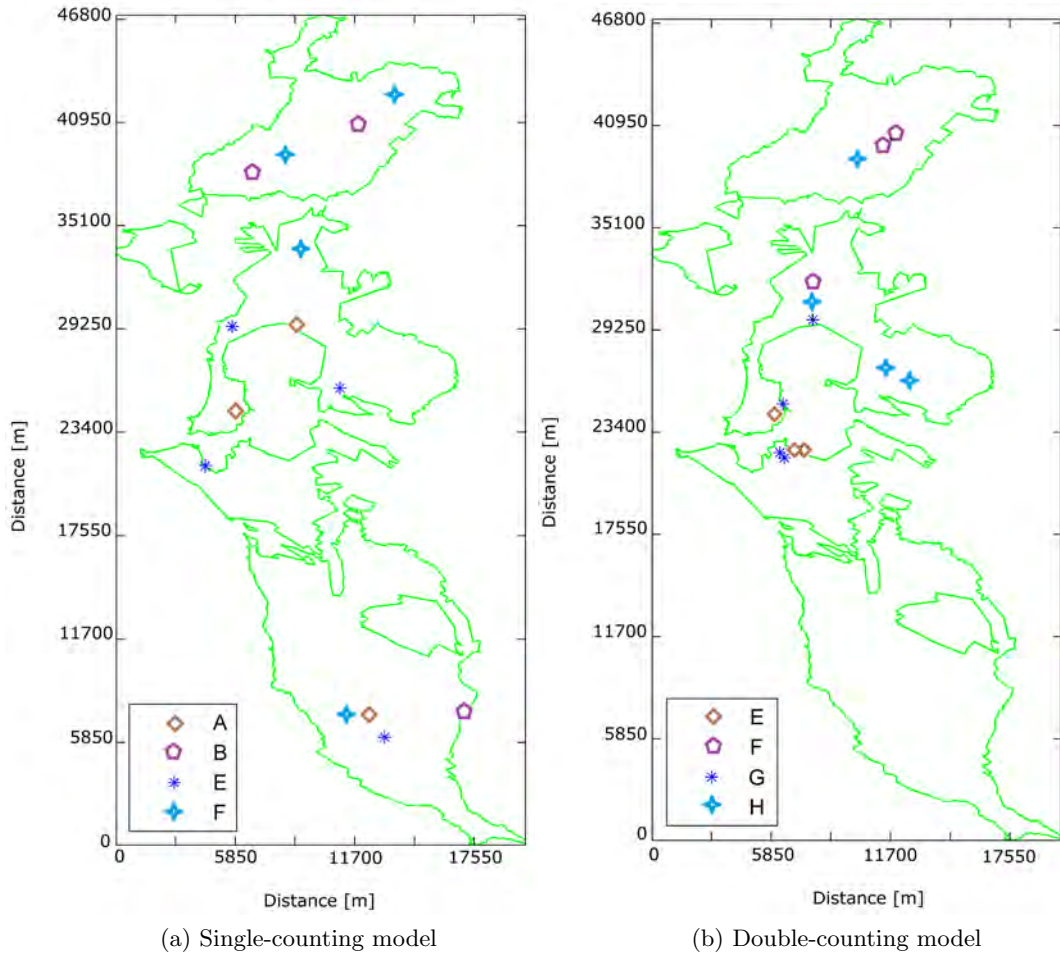 46800
40950
35100
29250
23400
17550
11700
5850
0
Distance [m]
A
B
E
F
0 5850 11700 17550
Distance [m]
(a) Single-counting model
46800
40950
35100
29250
23400
17550
11700
5850
0
Distance [m]
E
F
G
H
0 5850 11700 17550
Distance [m]
(b) Double-counting model